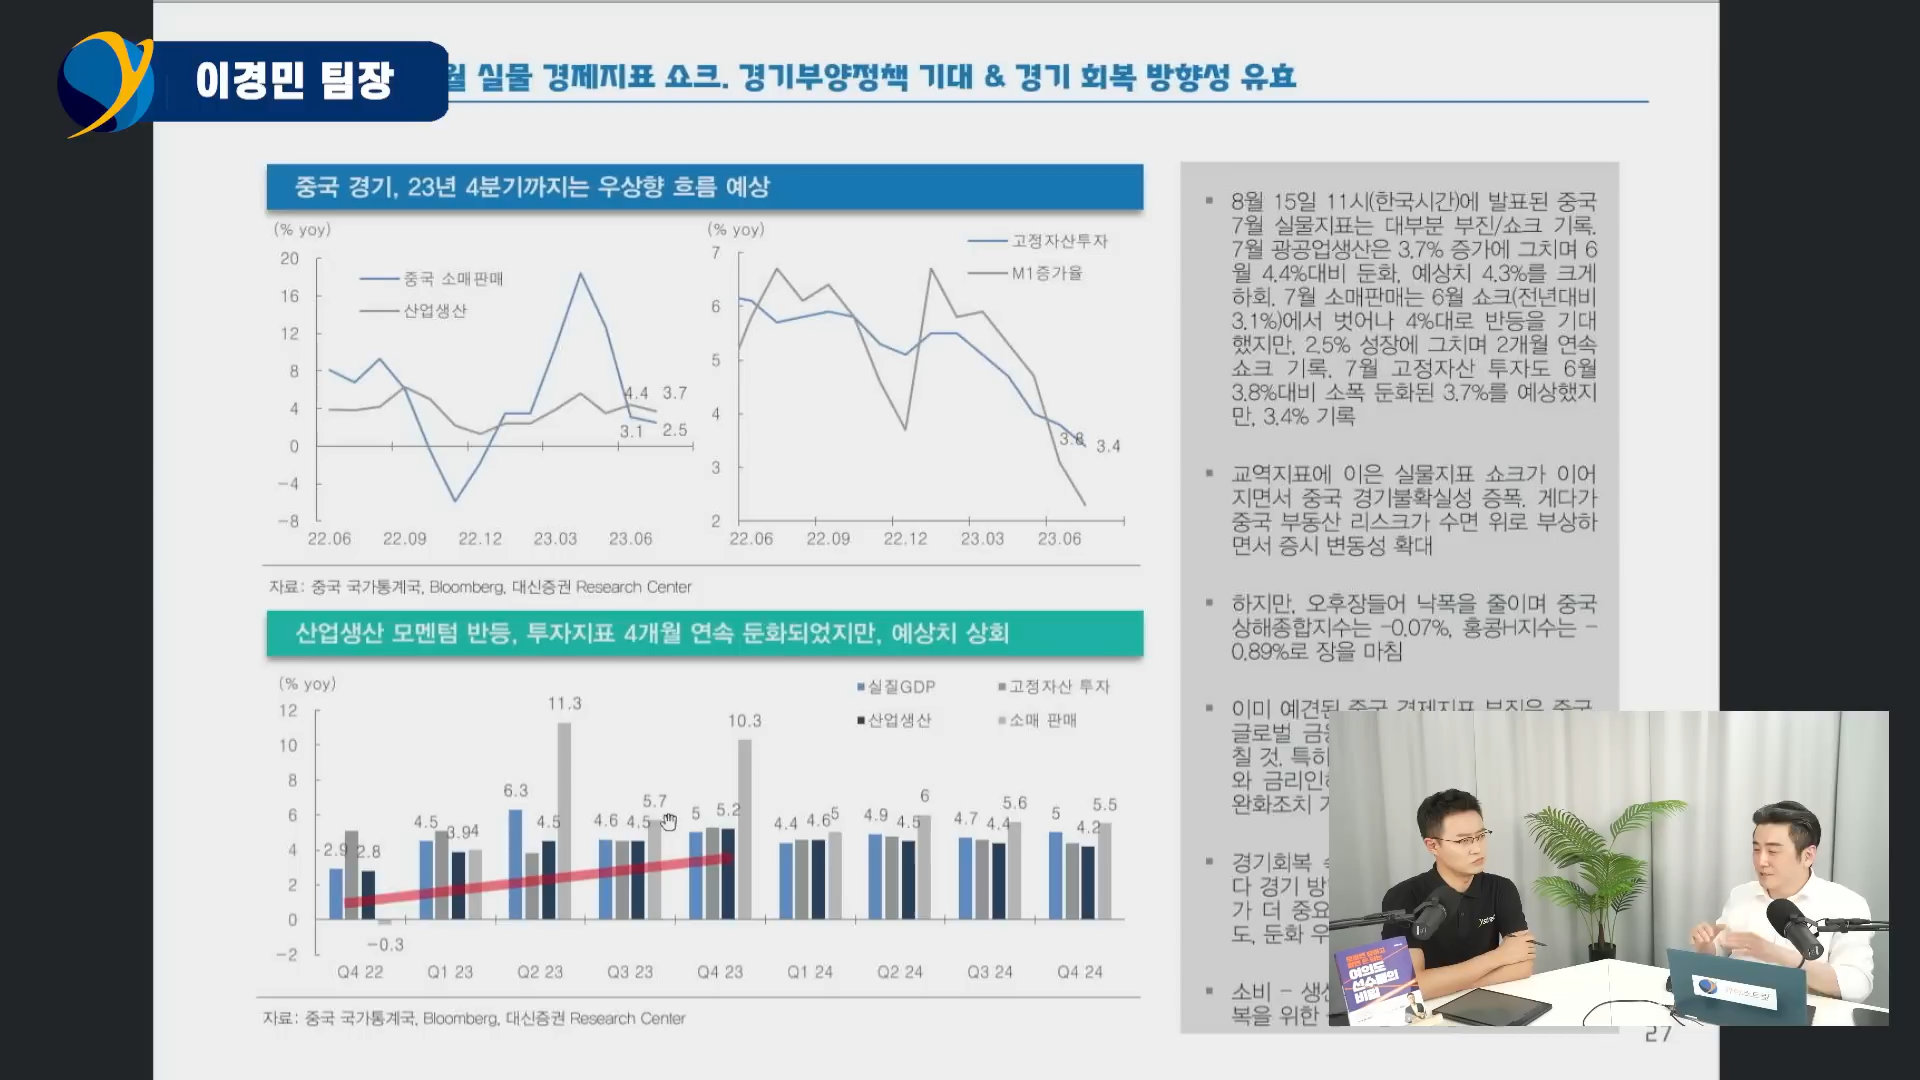 이경민 팀장
월 실물 경제지표 쇼크. 경기부양정책 기대 & 경기 회복 방향성 유효
중국 경기, 23년 4분기까지는 우상향 흐름 예상
(% yoy)
20
16
12
8
4
0
-4
-8
중국 소매판매
산업생산
4.4 3.7
3.1 2.5
22.06 22.09 22.12 23.03 23.06
(% yoy)
7
6
5
4
3
2
고정자산투자
M1증가율
3.8 3.4
22.06 22.09 22.12 23.03 23.06
자료: 중국 국가통계국, Bloomberg, 대신증권 Research Center
산업생산 모멘텀 반등, 투자지표 4개월 연속 둔화되었지만, 예상치 상회
(% yoy)
12
10
8
6
4
2
0
-2
실질GDP 고정자산 투자
산업생산 소매 판매
2.9 2.8 -0.3
4.5 3.9 4
6.3 4.5 11.3
4.6 4.5 5.7
5 5.2 10.3
4.4 4.6 5
4.9 4.5 6
4.7 4.4 5.6
5 4.2 5.5
Q4 22 Q1 23 Q2 23 Q3 23 Q4 23 Q1 24 Q2 24 Q3 24 Q4 24
자료: 중국 국가통계국, Bloomberg, 대신증권 Research Center
▪ 8월 15일 11시(한국시간)에 발표된 중국
7월 실물지표는 대부분 부진/쇼크 기록.
7월 광공업생산은 3.7% 증가에 그치며 6
월 4.4%대비 둔화, 예상치 4.3%를 크게
하회. 7월 소매판매는 6월 쇼크(전년대비
3.1%)에서 벗어나 4%대로 반등을 기대
했지만, 2.5% 성장에 그치며 2개월 연속
쇼크 기록. 7월 고정자산 투자도 6월
3.8%대비 소폭 둔화된 3.7%를 예상했지
만, 3.4% 기록
▪ 교역지표에 이은 실물지표 쇼크가 이어
지면서 중국 경기불확실성 증폭. 게다가
중국 부동산 리스크가 수면 위로 부상하
면서 증시 변동성 확대
▪ 하지만, 오후장들어 낙폭을 줄이며 중국
상해종합지수는 -0.07%, 홍콩H지수는 -
0.89%로 장을 마침
▪ 이미 예견된 중국 경제지표 부진은 중국
글로벌
칠 것. 특히
와 금리인하
완화조치
▪ 경기회복
다 경기
가 더 중요
도, 둔화
▪ 소비 -
복을 위한
27
여의도
선수들의
비밀